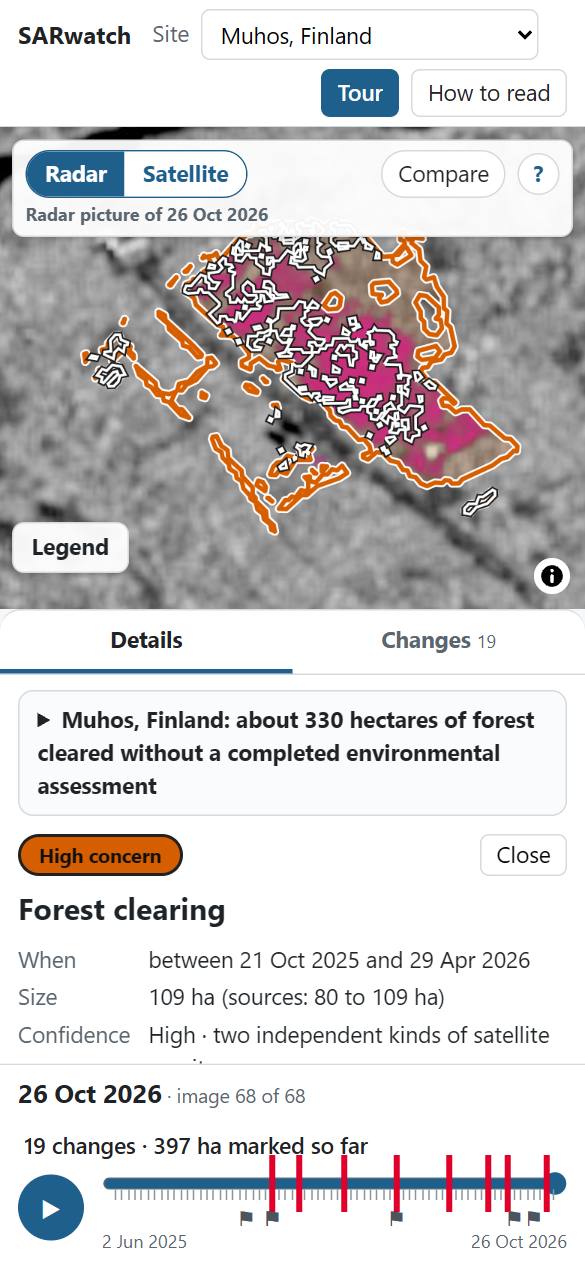 SARwatch Site Muhos, Finland
Tour How to read
Radar Satellite Compare ?
Radar picture of 26 Oct 2026
Legend
Details Changes 19
Muhos, Finland: about 330 hectares of forest
cleared without a completed environmental
assessment
High concern Close
Forest clearing
When between 21 Oct 2025 and 29 Apr 2026
Size 109 ha (sources: 80 to 109 ha)
Confidence High · two independent kinds of satellite
26 Oct 2026 · image 68 of 68
19 changes · 397 ha marked so far
2 Jun 2025 26 Oct 2026